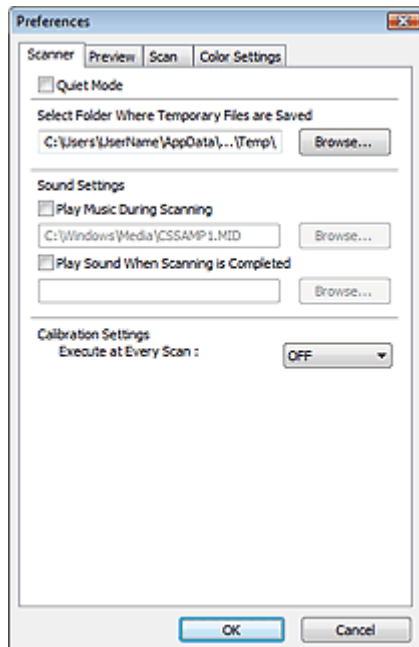 Preferences
Scanner Preview Scan Color Settings
Quiet Mode
Select Folder Where Temporary Files are Saved
C:\Users\UserName\AppData\...\Temp\ Browse...
Sound Settings
Play Music During Scanning
C:\Windows\Media\CSSAMP1.MID Browse...
Play Sound When Scanning is Completed
Browse...
Calibration Settings
Execute at Every Scan : OFF
OK Cancel